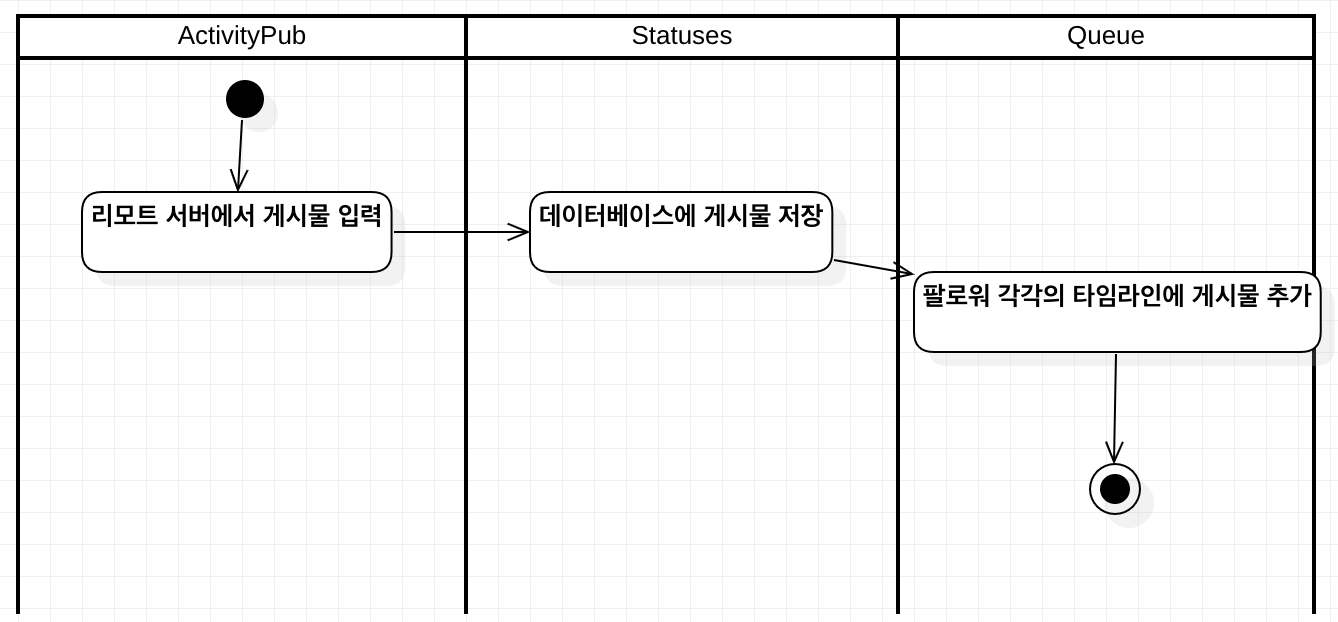 ActivityPub
Statuses
Queue
리모트 서버에서 게시물 입력
데이터베이스에 게시물 저장
팔로워 각각의 타임라인에 게시물 추가